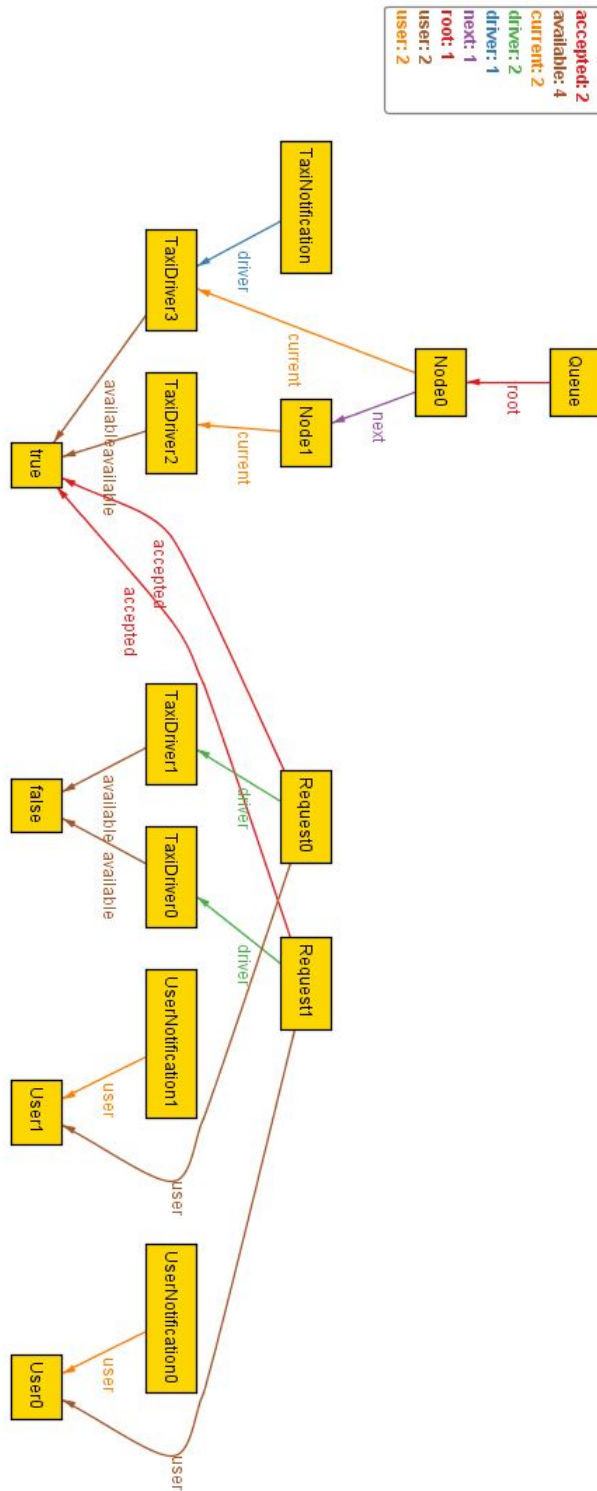 accepted: 2
available: 4
current: 2
driver: 2
driver: 1
next: 1
root: 1
user: 2
user: 2
Queue
root
Node0
current
next
TaxiNotification
Node1
driver
current
Request0
Request1
driver
driver
TaxiDriver3
TaxiDriver2
accepted
accepted
TaxiDriver1
TaxiDriver0
UserNotification1
UserNotification0
available
available
available
available
user
user
user
user
true
false
User1
User0